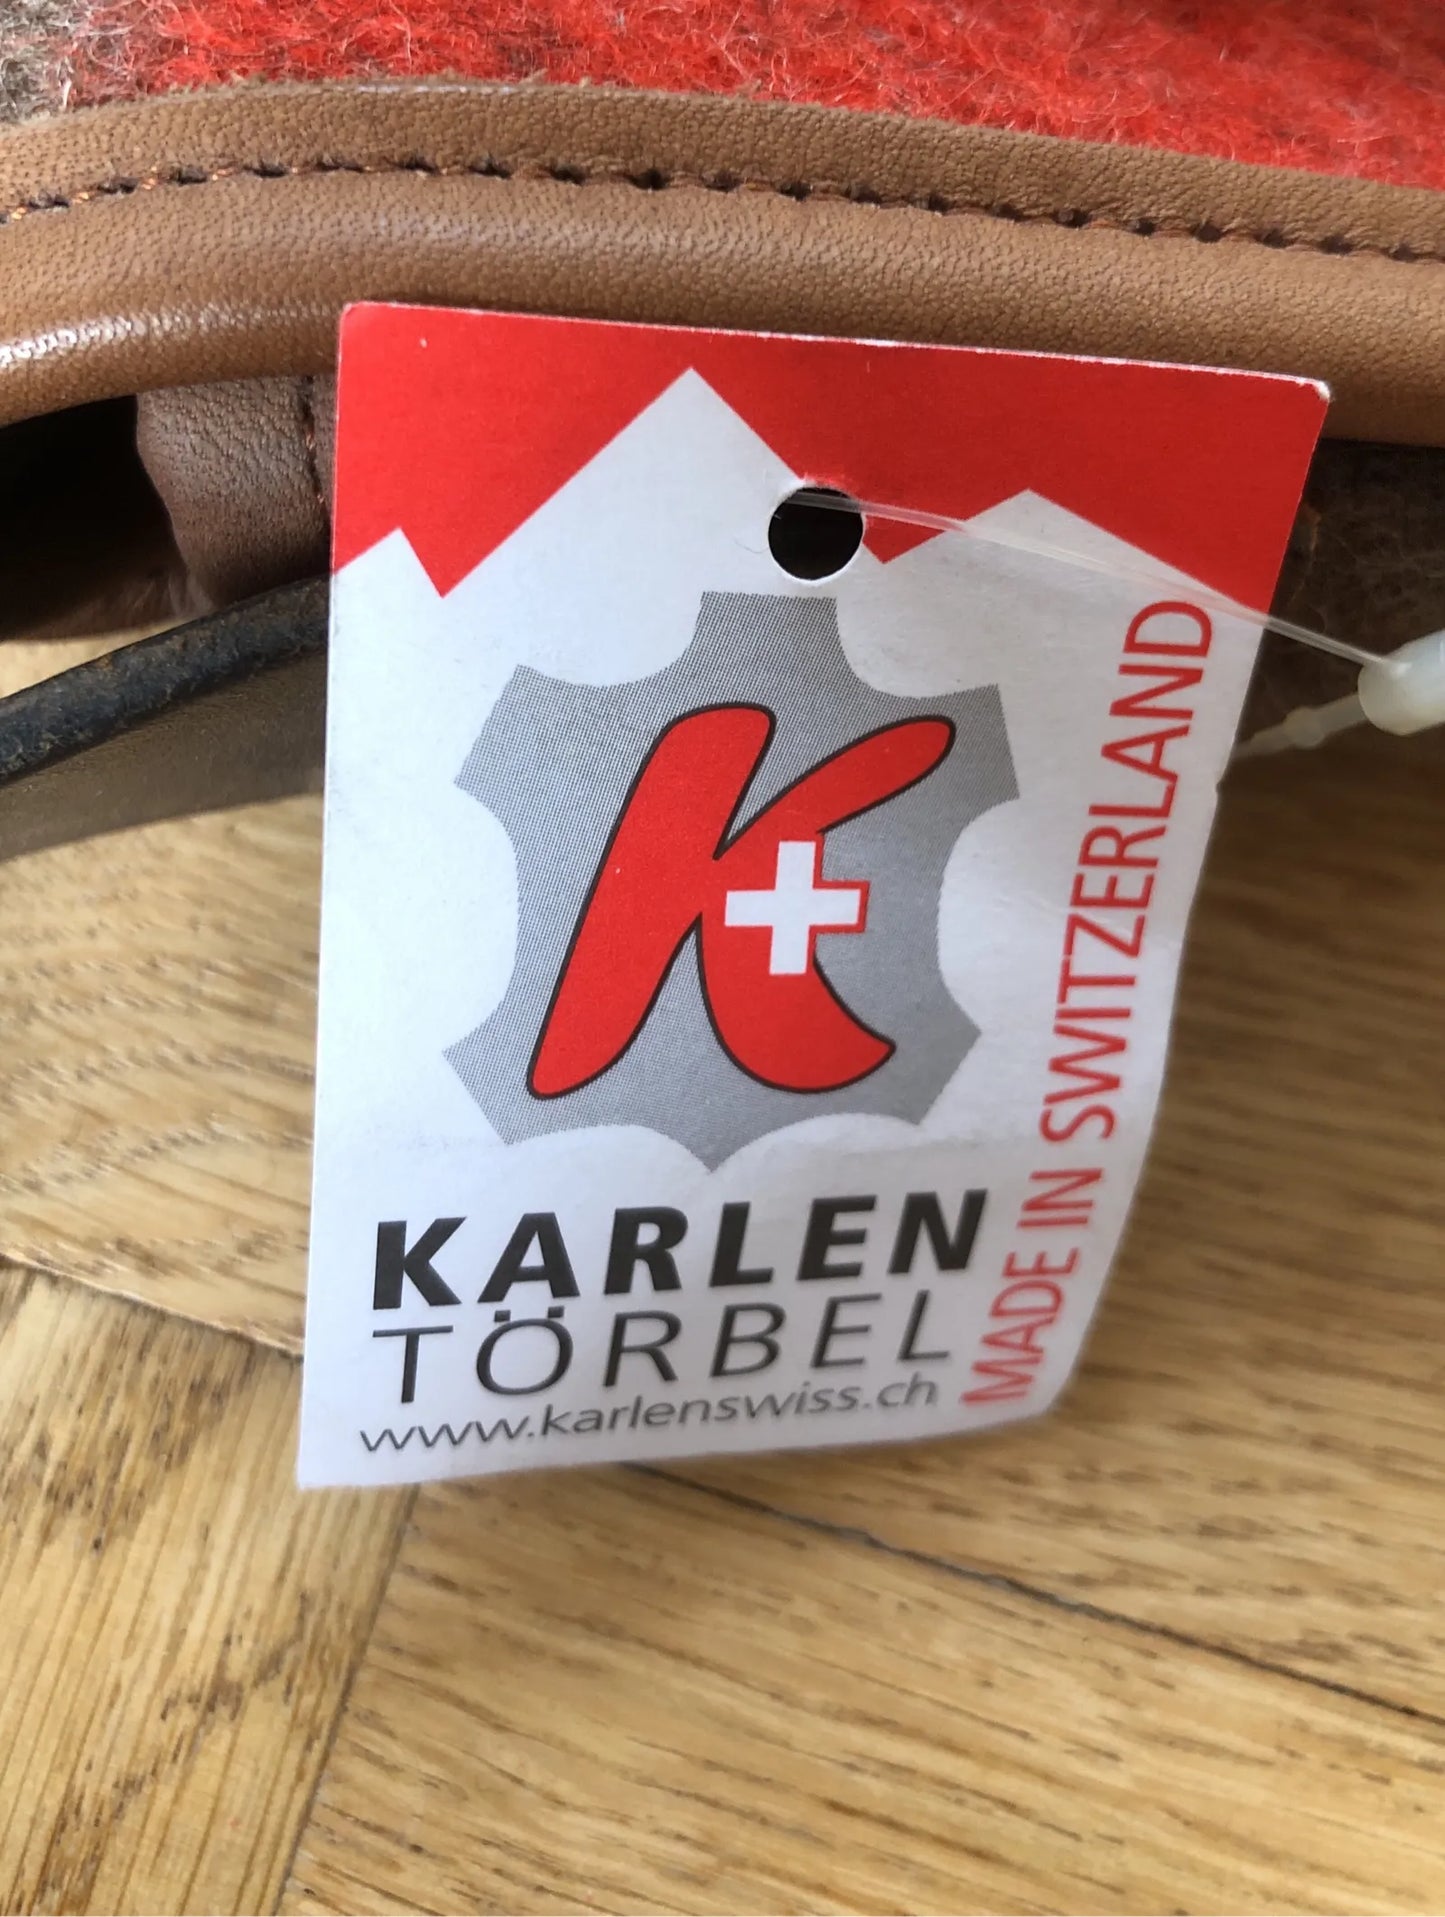 K
KARLEN
TÖRBEL
www.karlenswiss.ch
MADE IN SWITZERLAND